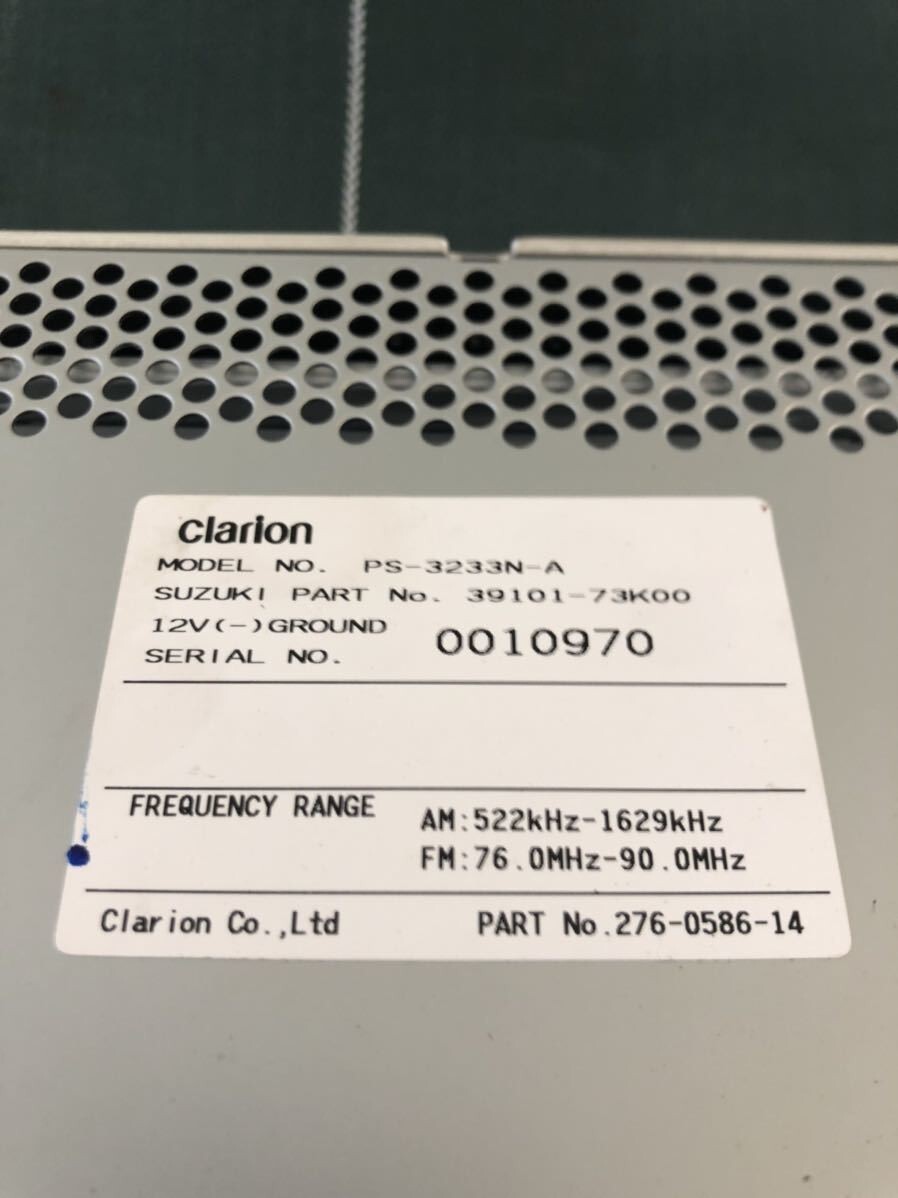 clarion
MODEL NO. PS-3233N-A
SUZUKI PART No. 39101-73K00
12V(-)GROUND
SERIAL NO. 0010970
FREQUENCY RANGE AM:522kHz-1629kHz
FM:76.0MHz-90.0MHz
Clarion Co.,Ltd PART No.276-0586-14